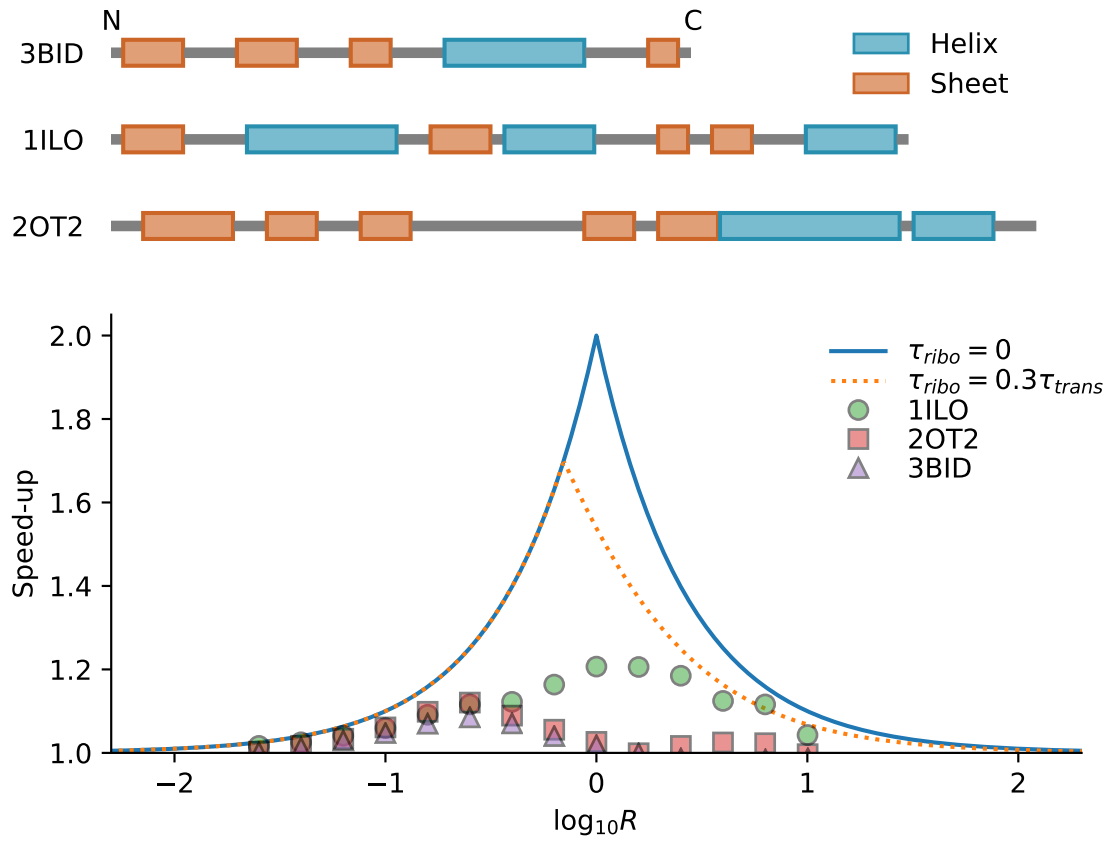 N C
3BID
Helix
Sheet
1ILO
2OT2
Speed-up
2.0
1.8
1.6
1.4
1.2
1.0
τribo = 0
τribo = 0.3τtrans
1ILO
2OT2
3BID
−2 −1 0 1 2
log10R